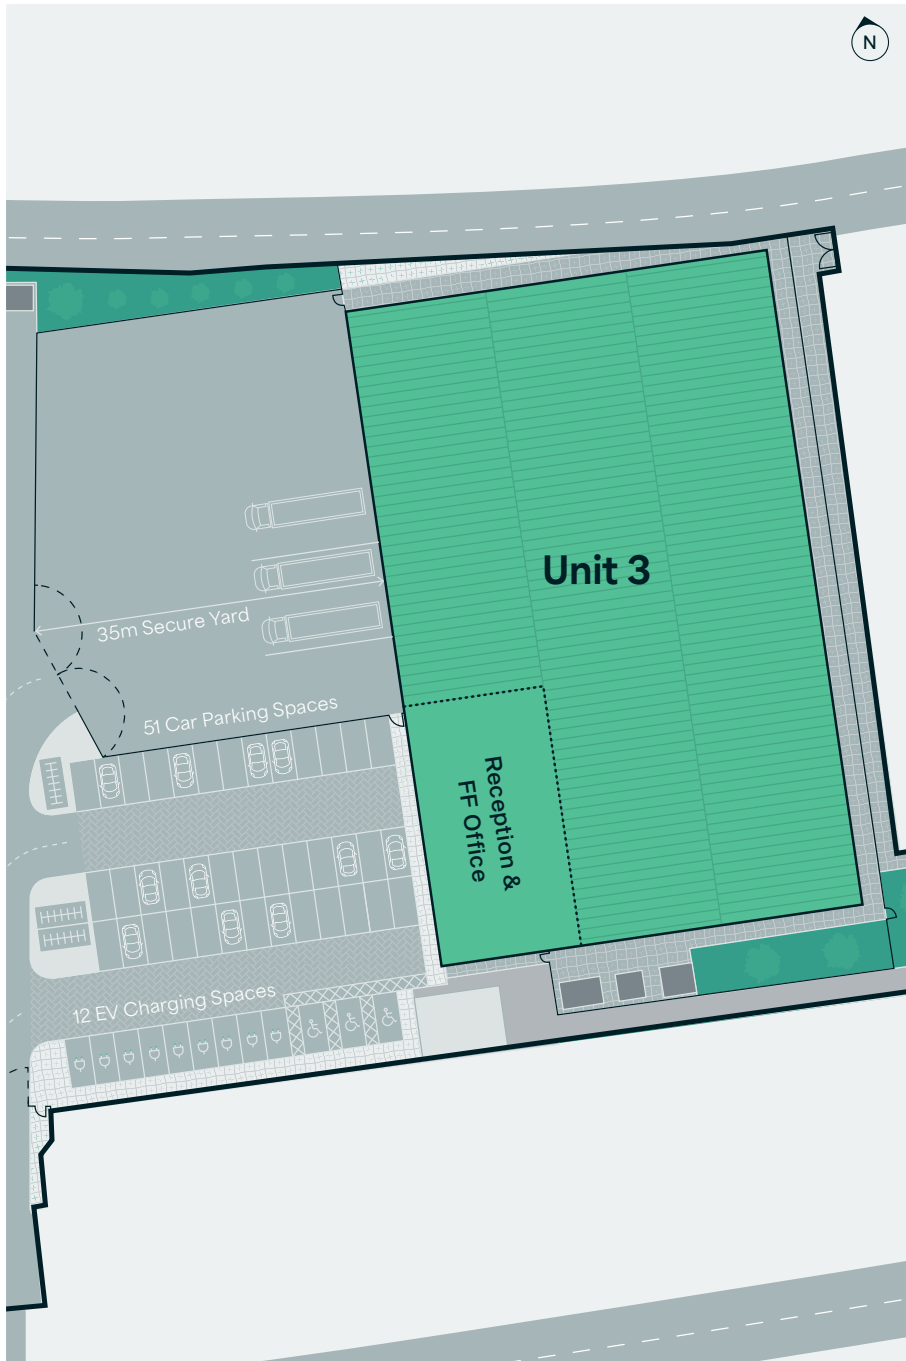 N
Unit 3
35m Secure Yard
51 Car Parking Spaces
Reception &
FF Office
12 EV Charging Spaces